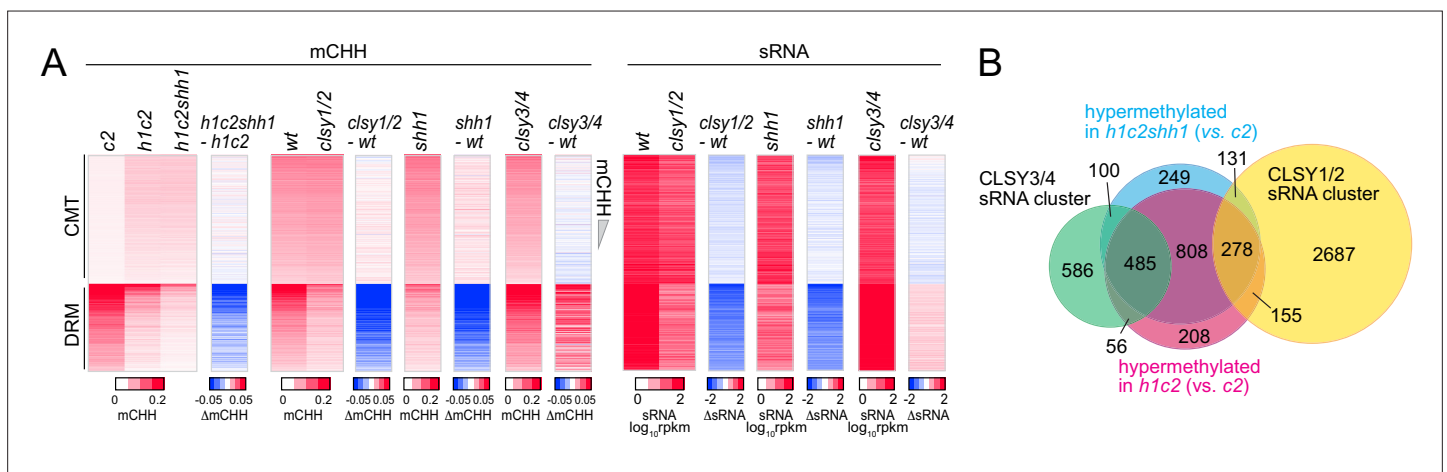 A
mCHH
sRNA
c2
h1c2
h1c2shh1
h1c2shh1
- h1c2
wt
clsy1/2
clsy1/2
- wt
shh1
shh1
- wt
clsy3/4
clsy3/4
- wt
wt
clsy1/2
clsy1/2
- wt
shh1
shh1
- wt
clsy3/4
clsy3/4
- wt
CMT
DRM
mCHH
0 0.2
mCHH
-0.05 0.05
ΔmCHH
0 0.2
mCHH
-0.05 0.05
ΔmCHH
0 0.2
mCHH
-0.05 0.05
ΔmCHH
0 0.2
mCHH
-0.05 0.05
ΔmCHH
0 2
sRNA
log10rpkm
-2 2
ΔsRNA
0 2
sRNA
log10rpkm
-2 2
ΔsRNA
0 2
sRNA
log10rpkm
-2 2
ΔsRNA
B
hypermethylated
in h1c2shh1 (vs. c2)
CLSY3/4
sRNA cluster
100
249
131
CLSY1/2
sRNA cluster
586
485
808
278
2687
56
208
155
hypermethylated
in h1c2 (vs. c2)